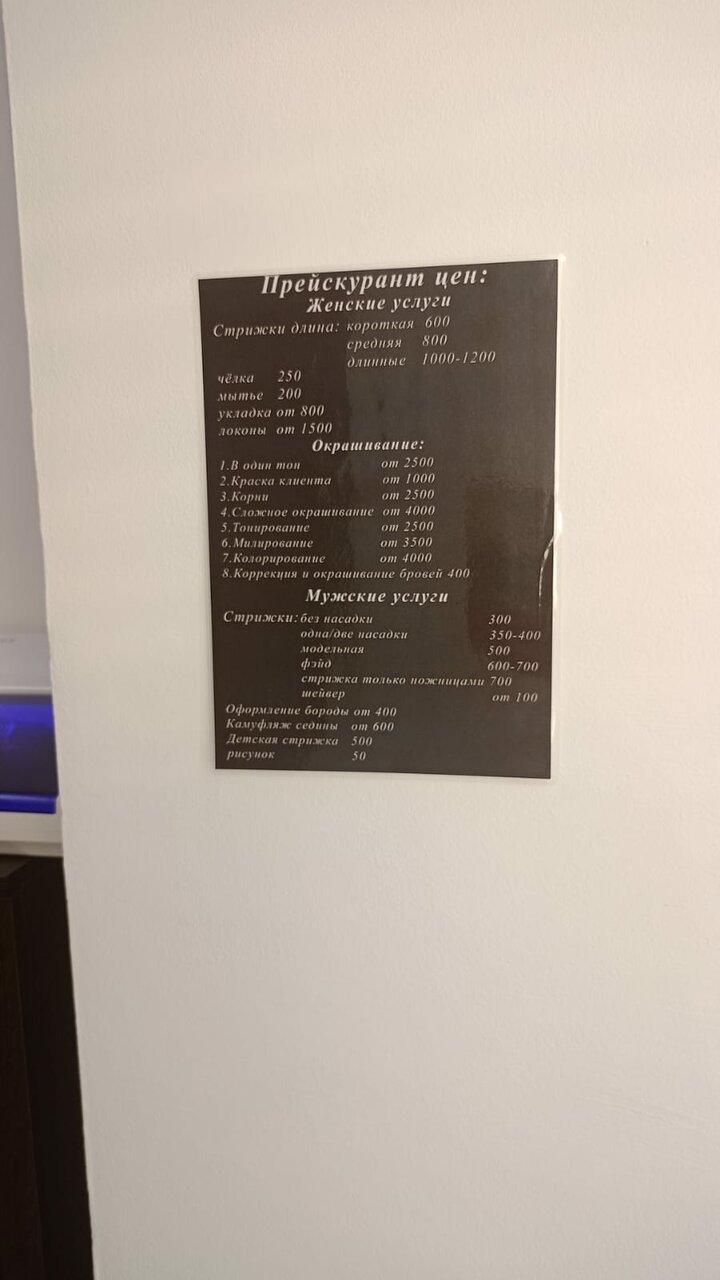 Прейскурант цен:
Женские услуги
Стрижки длина: короткая 600
средняя 800
длинные 1000-1200
чёлка 250
мытье 200
укладка от 800
локоны от 1500
Окрашивание:
1.В один тон от 2500
2.Краска клиента от 1000
3.Корни от 2500
4.Сложное окрашивание от 4000
5.Тонирование от 2500
6.Милирование от 3500
7.Колорирование от 4000
8.Коррекция и окрашивание бровей 400
Мужские услуги
Стрижки: без насадки 300
одна/две насадки 350-400
модельная 500
фэйд 600-700
стрижка только ножницами 700
шейвер от 100
Оформление бороды от 400
Камуфляж седины от 600
Детская стрижка 500
рисунок 50